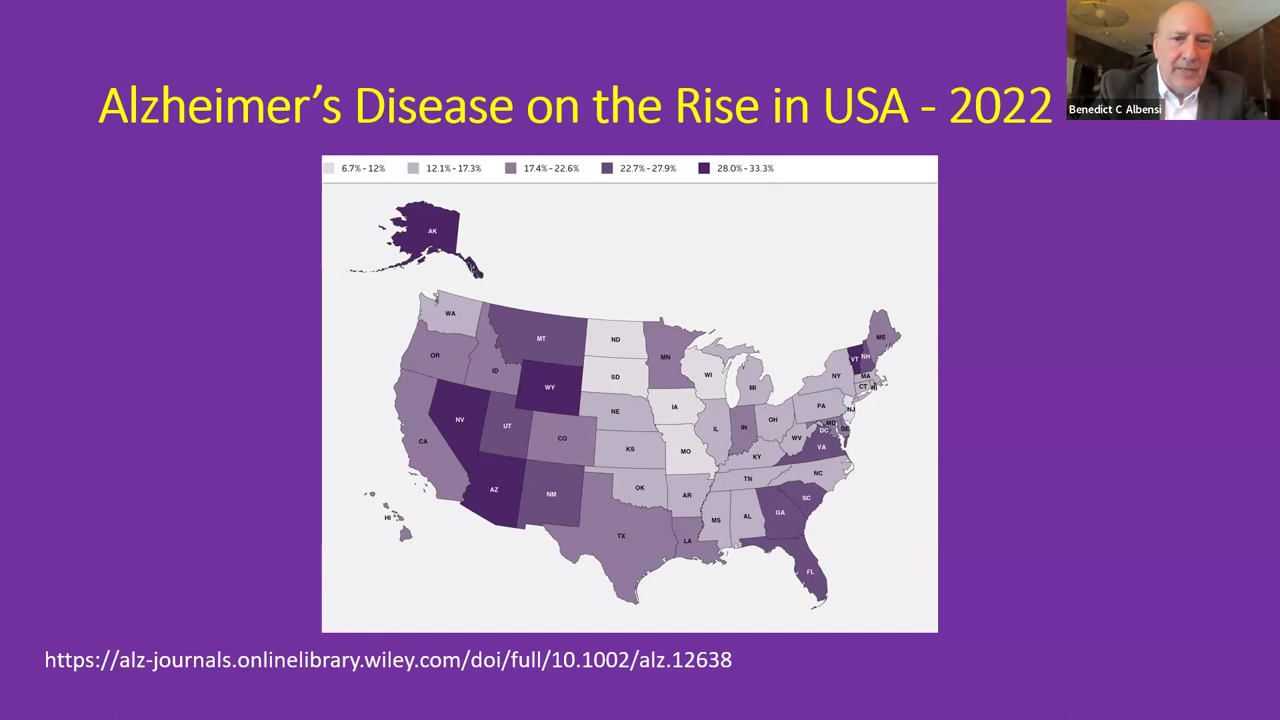 Alzheimer's Disease on the Rise in USA - 2022
Benedict C Albensi
6.7% - 12% 12.1% - 17.3% 17.4% - 22.6% 22.7% - 27.9% 28.0% - 33.3%
AK
WA
MT
ND
MN
ME
OR
ID
WY
SD
WI
MI
NY
VT
NH
MA
CT
RI
NV
UT
CO
NE
IA
IL
IN
OH
PA
NJ
CA
KS
MO
KY
WV
MD
DC
DE
VA
AZ
NM
OK
AR
TN
NC
SC
HI
TX
LA
MS
AL
GA
FL
https://alz-journals.onlinelibrary.wiley.com/doi/full/10.1002/alz.12638